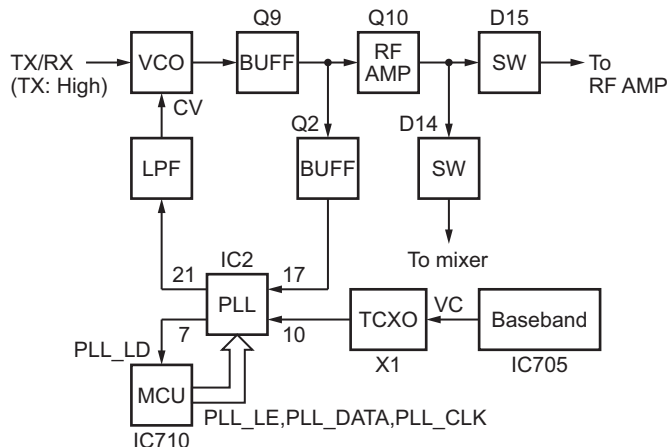 Q9
Q10
D15
TX/RX
(TX: High)
VCO
BUFF
RF
AMP
SW
To
RF AMP
CV
Q2
D14
LPF
BUFF
SW
IC2
21
17
To mixer
PLL
7
10
TCXO
VC
Baseband
PLL_LD
X1
IC705
MCU
PLL_LE,PLL_DATA,PLL_CLK
IC710